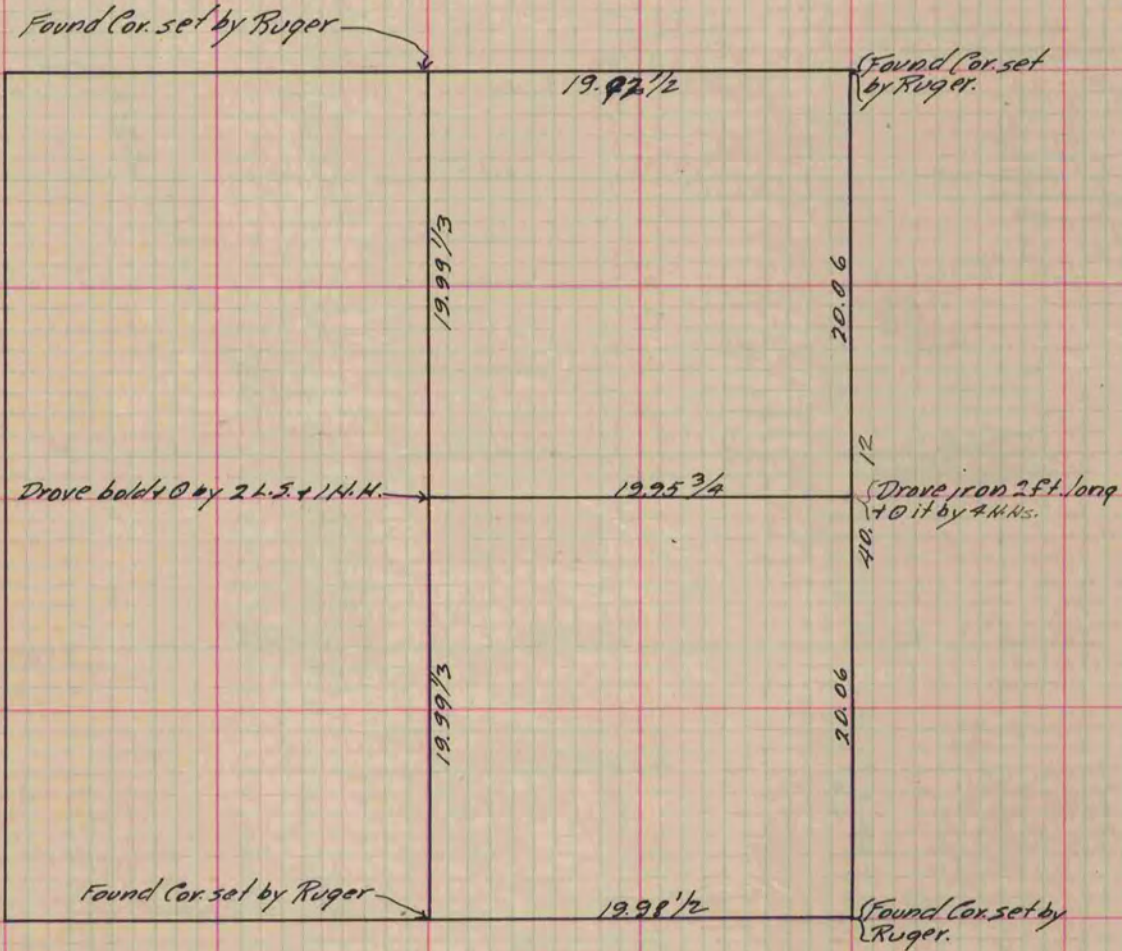 Found Cor. set by Ruger
(Found Cor. set
by Ruger.
19.92 1/2
19.99 1/3
20.06
Drove bold + ʘ by 2 L.S. + 1 H.H.
19.95 3/4
40.12
(Drove iron 2 ft. long
+ ʘ it by 4 H.Hs.
19.99 1/3
20.06
Found Cor. set by Ruger
19.98 1/2
(Found Cor. set by
Ruger.